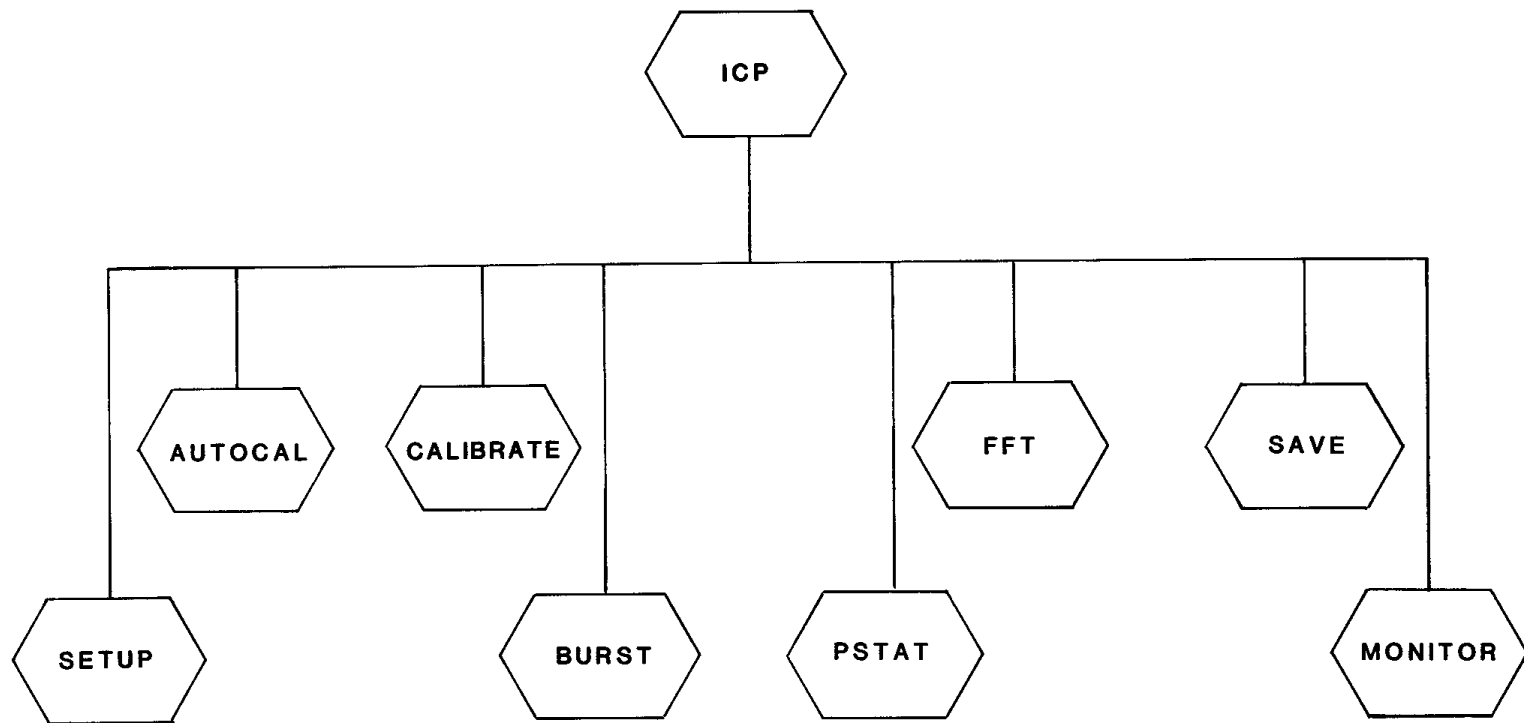 ICP
AUTOCAL
CALIBRATE
FFT
SAVE
SETUP
BURST
PSTAT
MONITOR